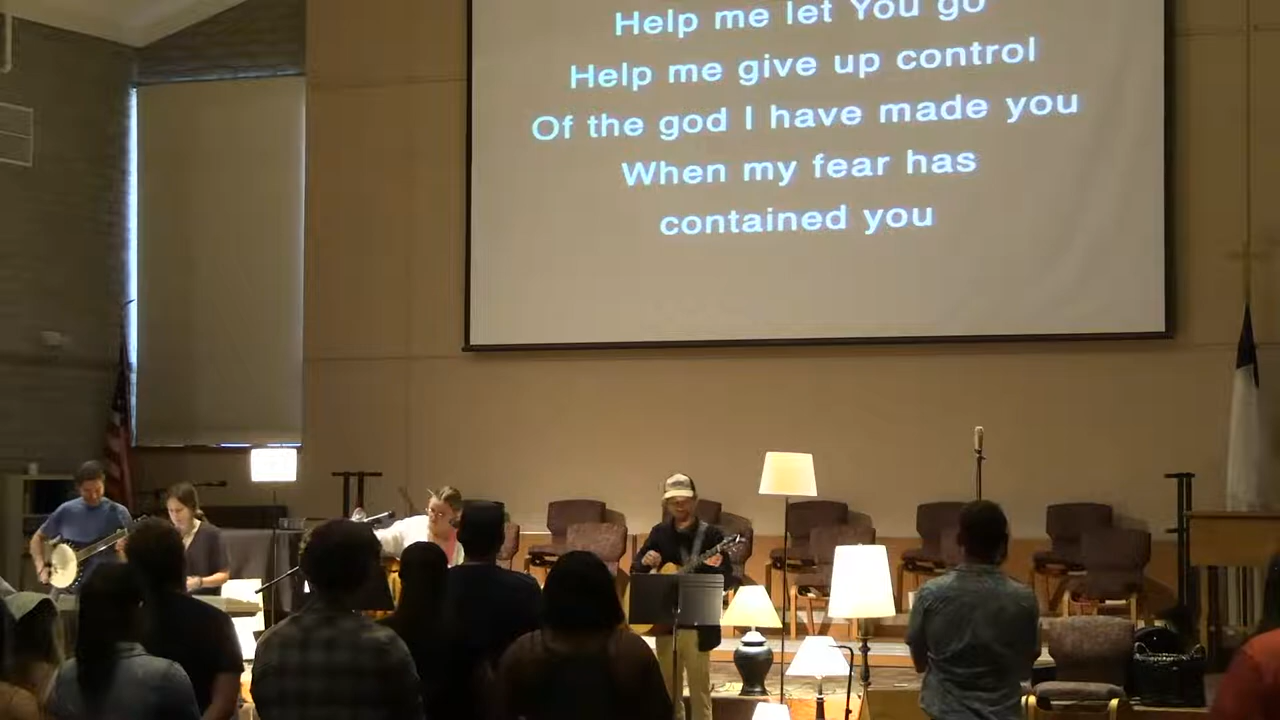 Help me let You go
Help me give up control
Of the god I have made you
When my fear has
contained you